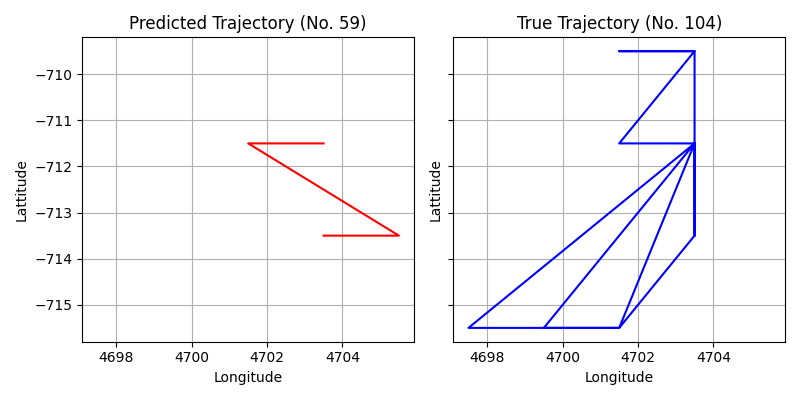 Predicted Trajectory (No. 59)
True Trajectory (No. 104)
Lattitude
−710
−711
−712
−713
−714
−715
4698
4700
4702
4704
Longitude
Lattitude
4698
4700
4702
4704
Longitude